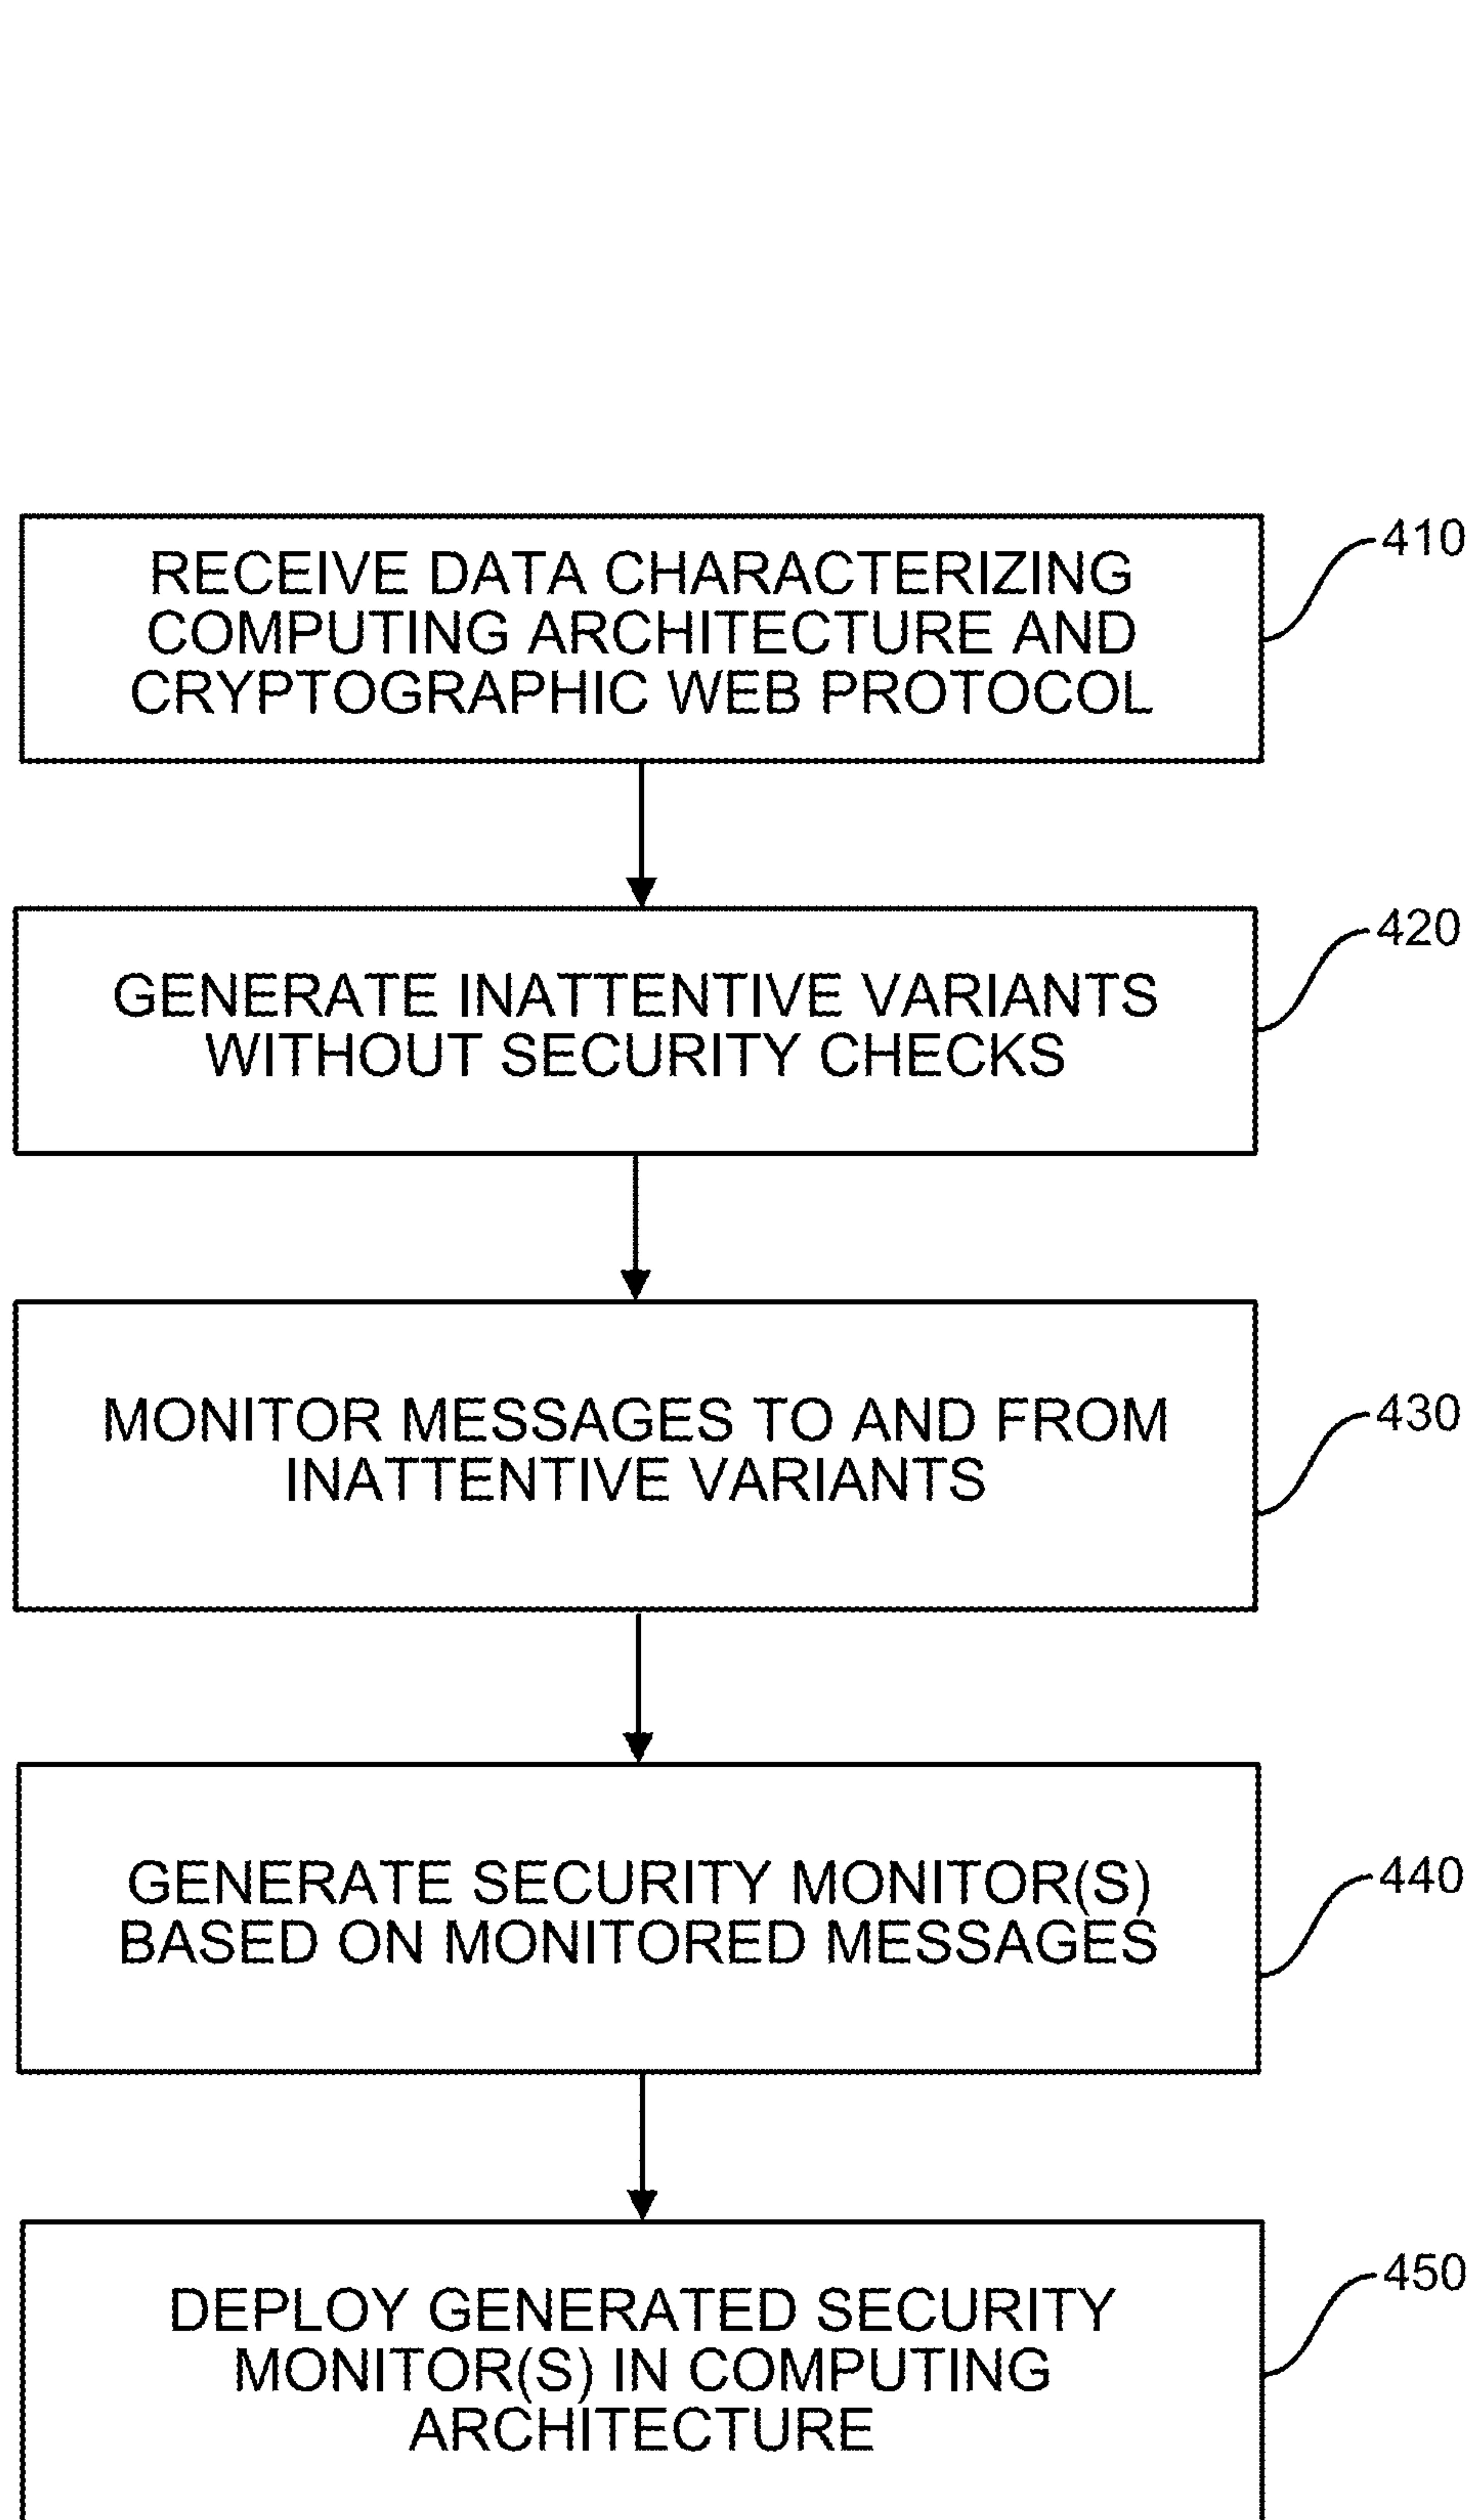 RECEIVE DATA CHARACTERIZING
COMPUTING ARCHITECTURE AND
CRYPTOGRAPHIC WEB PROTOCOL
410
GENERATE INATTENTIVE VARIANTS
WITHOUT SECURITY CHECKS
420
MONITOR MESSAGES TO AND FROM
INATTENTIVE VARIANTS
430
GENERATE SECURITY MONITOR(S)
BASED ON MONITORED MESSAGES
440
DEPLOY GENERATED SECURITY
MONITOR(S) IN COMPUTING
ARCHITECTURE
450